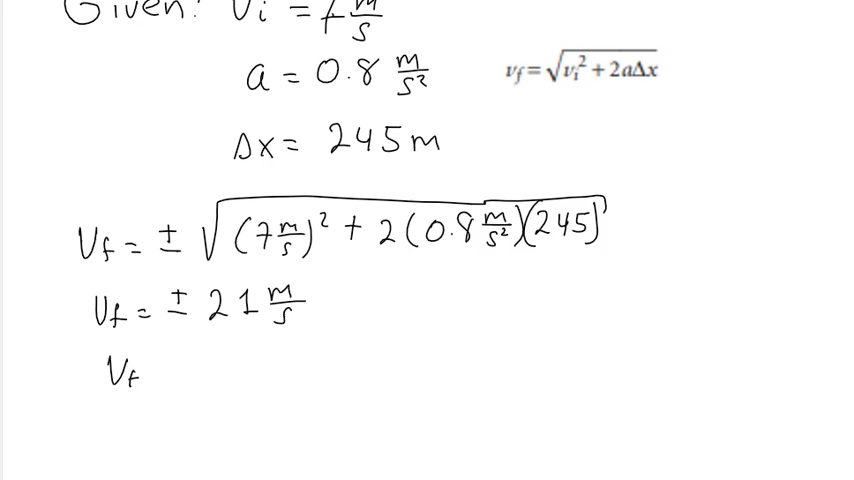 Given: Vi = 7 m/s
a = 0.8 m/s²
vf = √(vi² + 2aΔx)
Δx = 245 m
Vf = ± √((7 m/s)² + 2(0.8 m/s²)(245))
Vf = ± 21 m/s
Vf